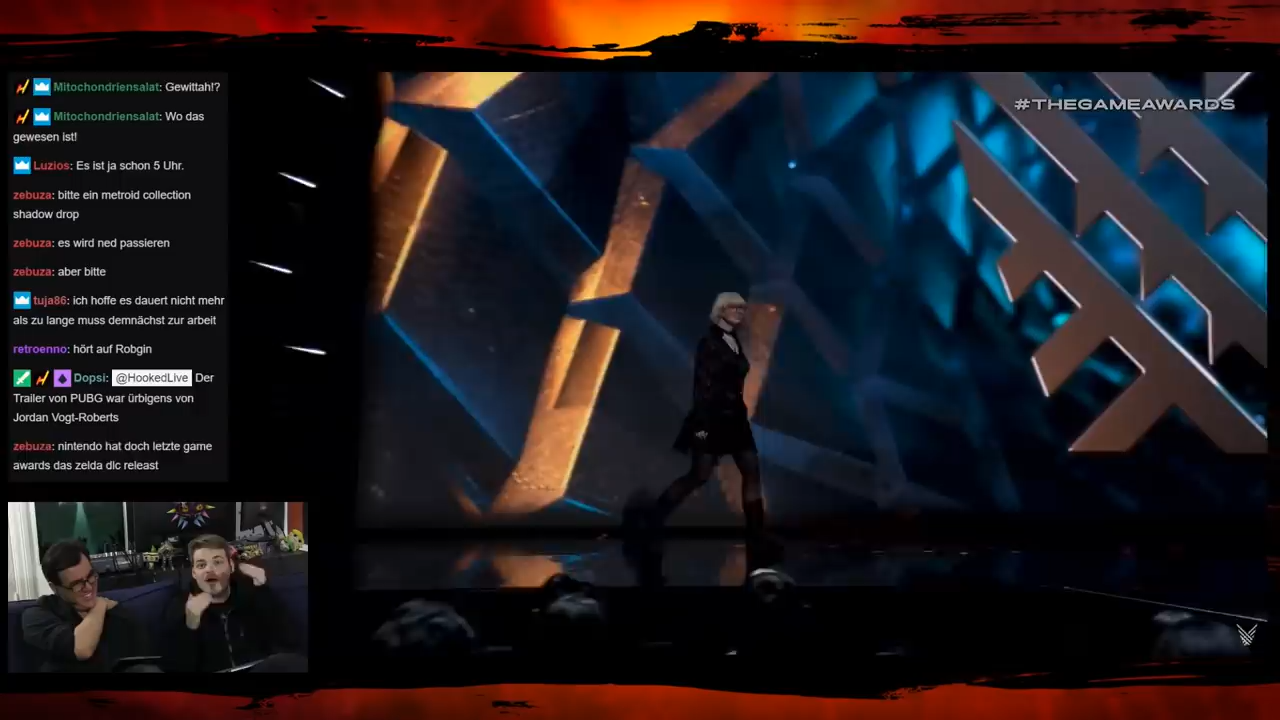 Mitochondriensalat: Gewittah!?
Mitochondriensalat: Wo das
gewesen ist!
Luzios: Es ist ja schon 5 Uhr.
zebuza: bitte ein metroid collection
shadow drop
zebuza: es wird ned passieren
zebuza: aber bitte
tuja86: ich hoffe es dauert nicht mehr
als zu lange muss demnächst zur arbeit
retroenno: hört auf Robgin
Dopsi: @HookedLive Der
Trailer von PUBG war ürbigens von
Jordan Vogt-Roberts
zebuza: nintendo hat doch letzte game
awards das zelda dlc releast
#THEGAMEAWARDS